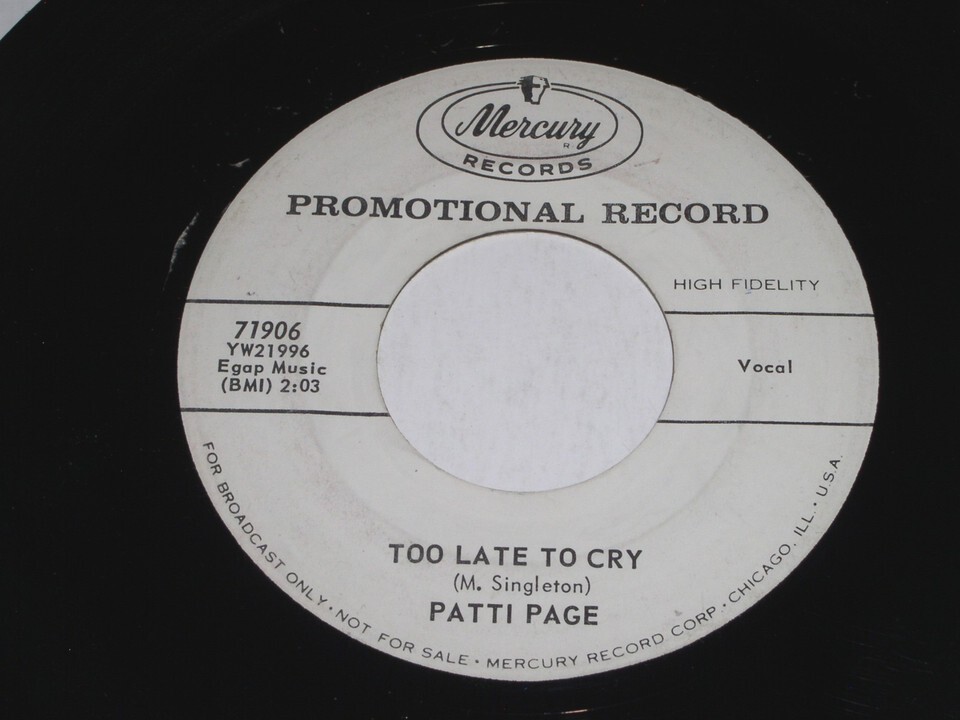 Mercury
R
RECORDS
PROMOTIONAL RECORD
HIGH FIDELITY
71906
YW21996
Egap Music
(BMI) 2:03
Vocal
TOO LATE TO CRY
(M. Singleton)
PATTI PAGE
FOR BROADCAST ONLY • NOT FOR SALE • MERCURY RECORD CORP. • CHICAGO, ILL. • U.S.A.